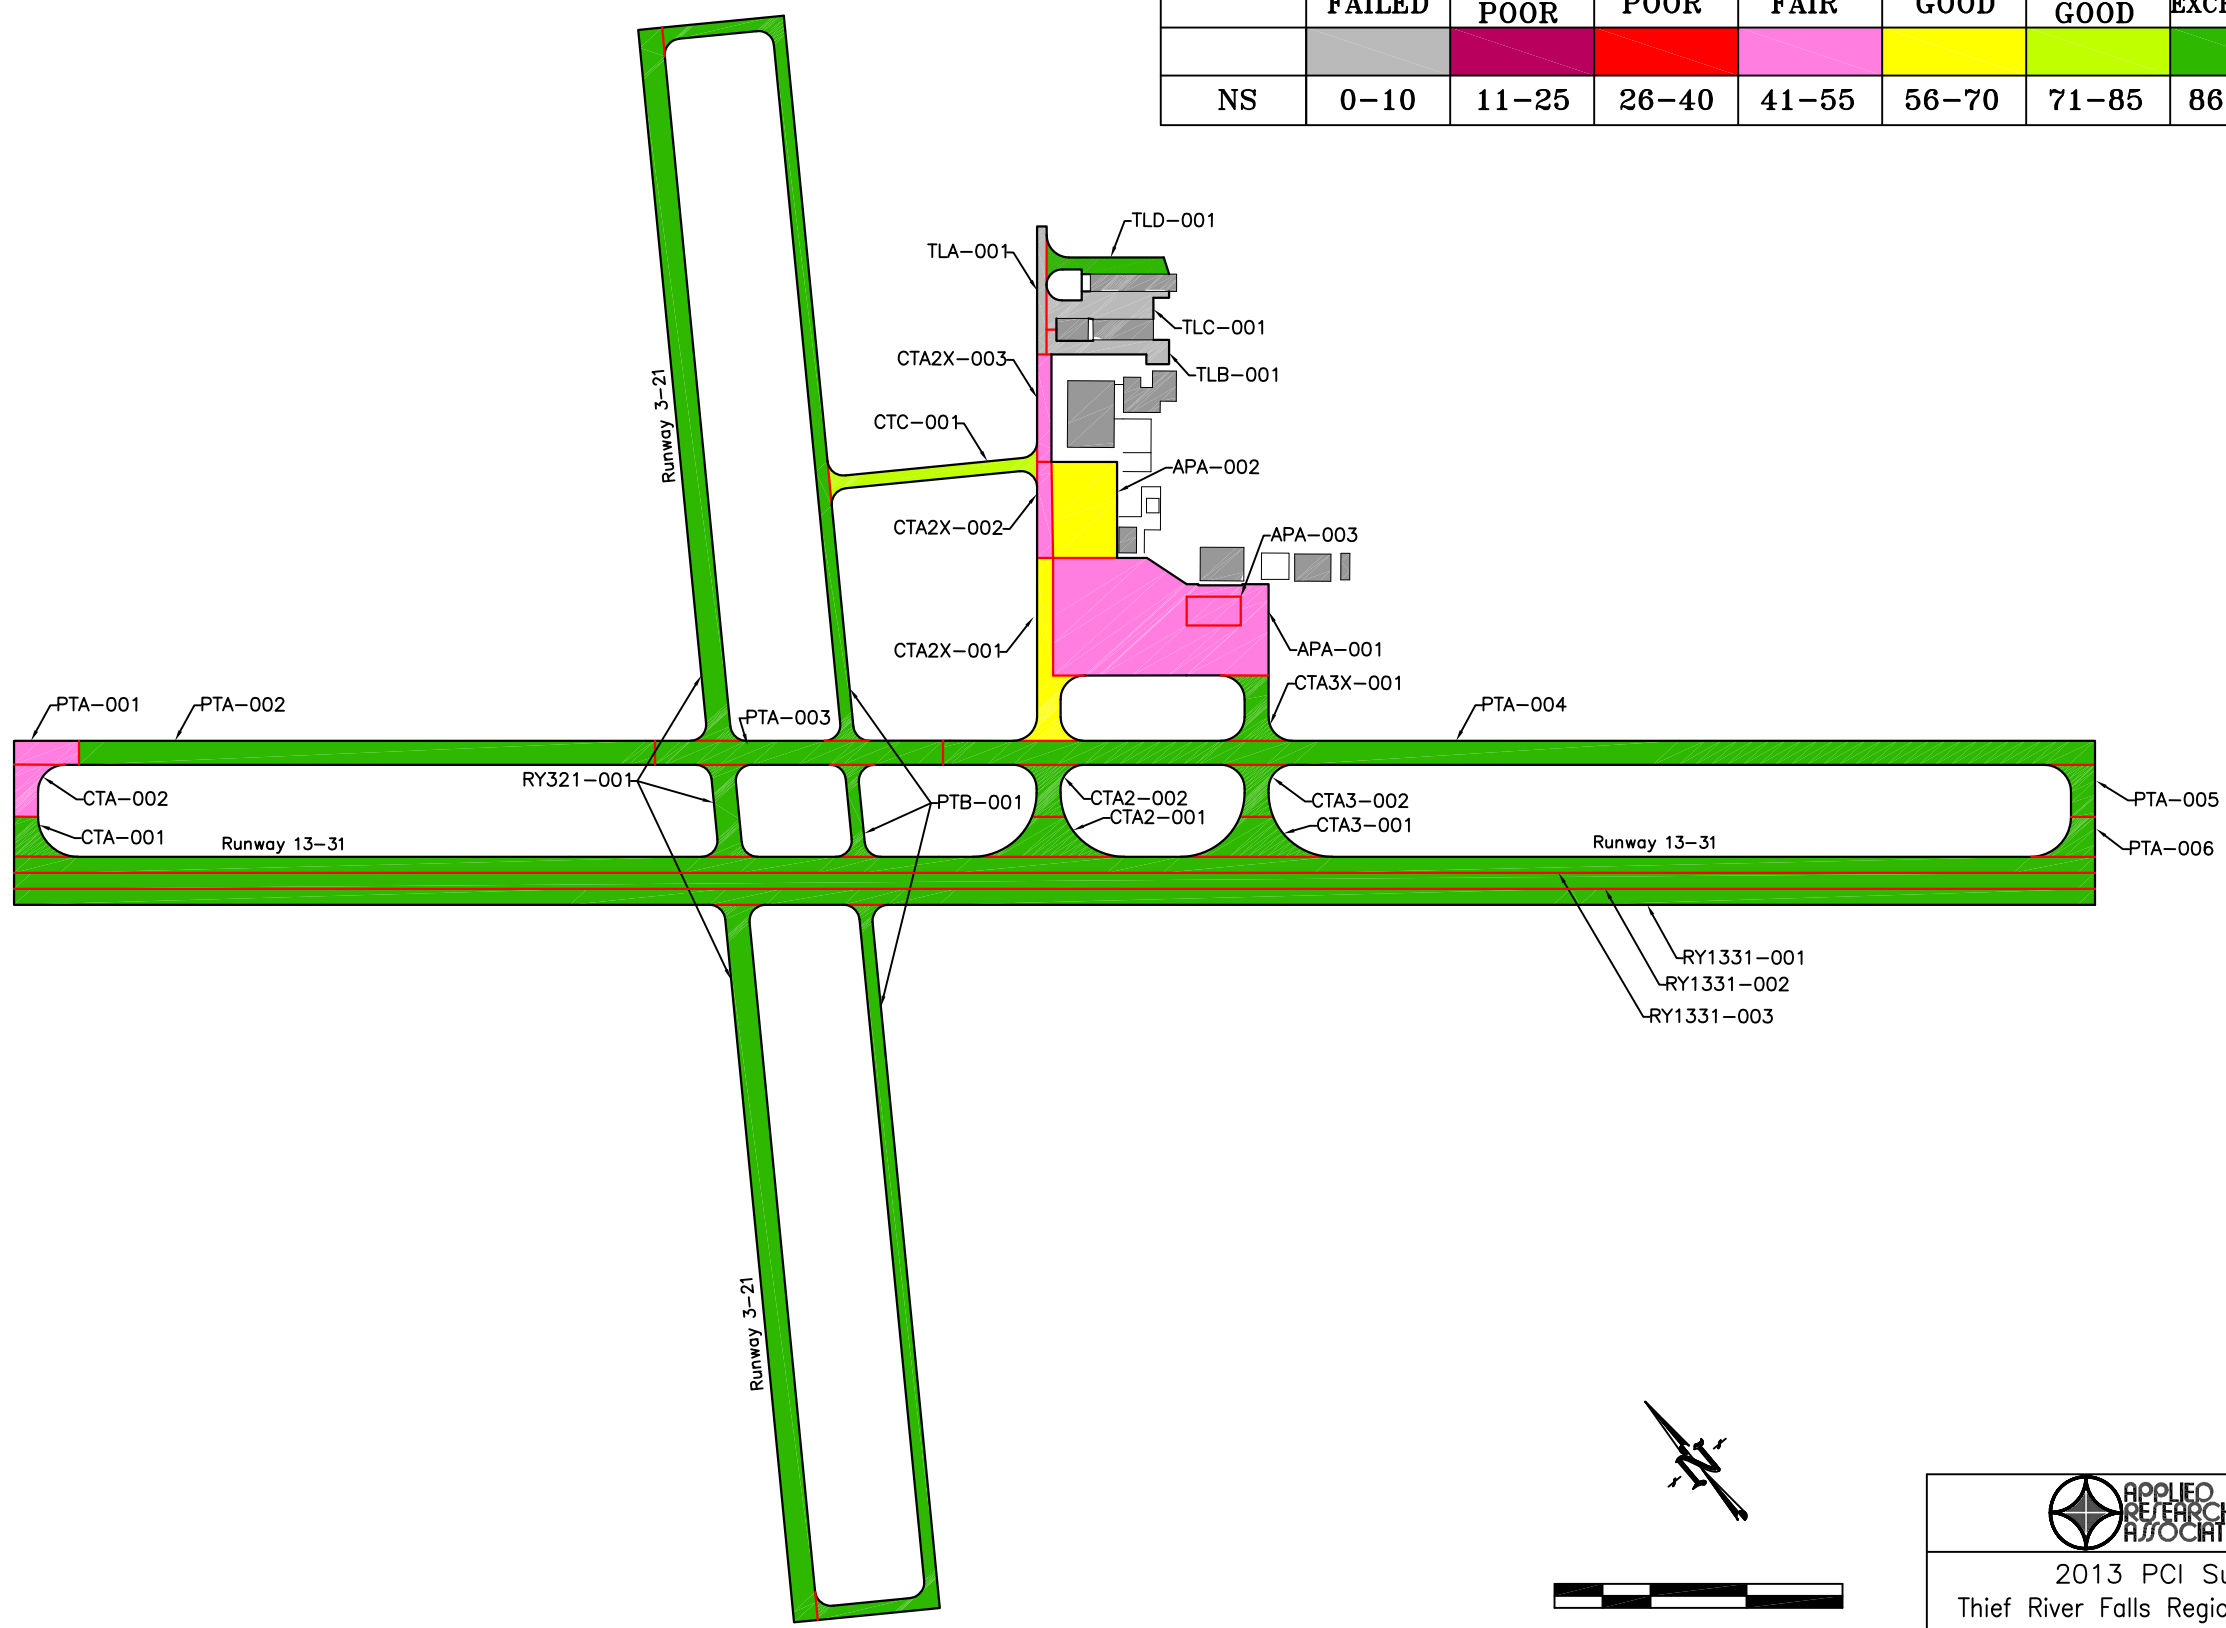 FAILED POOR POOR FAIR GOOD GOOD
NS 0-10 11-25 26-40 41-55 56-70 71-85 86
TLD-001
TLA-001
TLC-001
CTA2X-003
TLB-001
Runway 3-21
CTC-001
APA-002
CTA2X-002
APA-003
CTA2X-001
APA-001
CTA3X-001
PTA-001
PTA-002
PTA-003
PTA-004
RY321-001
CTA-002
PTB-001
CTA2-002
CTA3-002
PTA-005
CTA-001
CTA2-001
CTA3-001
Runway 13-31
Runway 13-31
PTA-006
RY1331-001
RY1331-002
RY1331-003
Runway 3-21
N
APPLIED
RESEARCH
ASSOCIAT
2013 PCI Su
Thief River Falls Regio